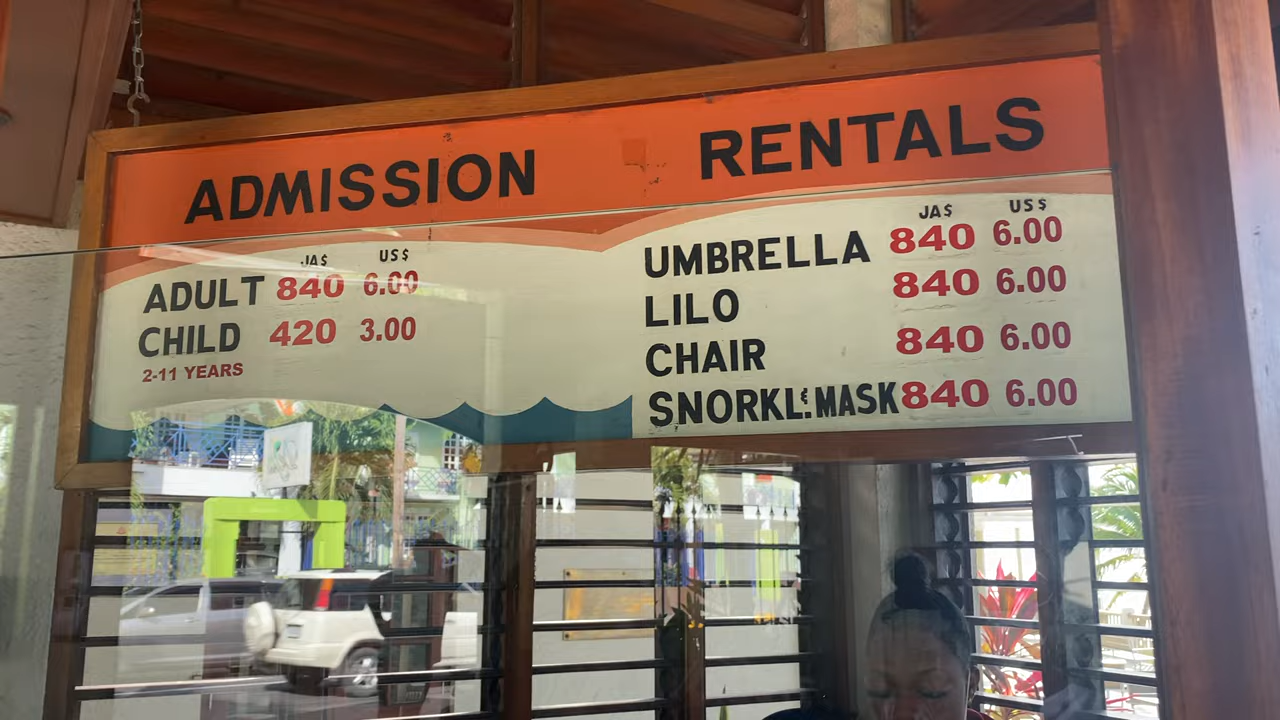 ADMISSION
JA$ US$
ADULT 840 6.00
CHILD 420 3.00
2-11 YEARS
RENTALS
JA$ US$
UMBRELLA 840 6.00
LILO 840 6.00
CHAIR 840 6.00
SNORKL & MASK 840 6.00